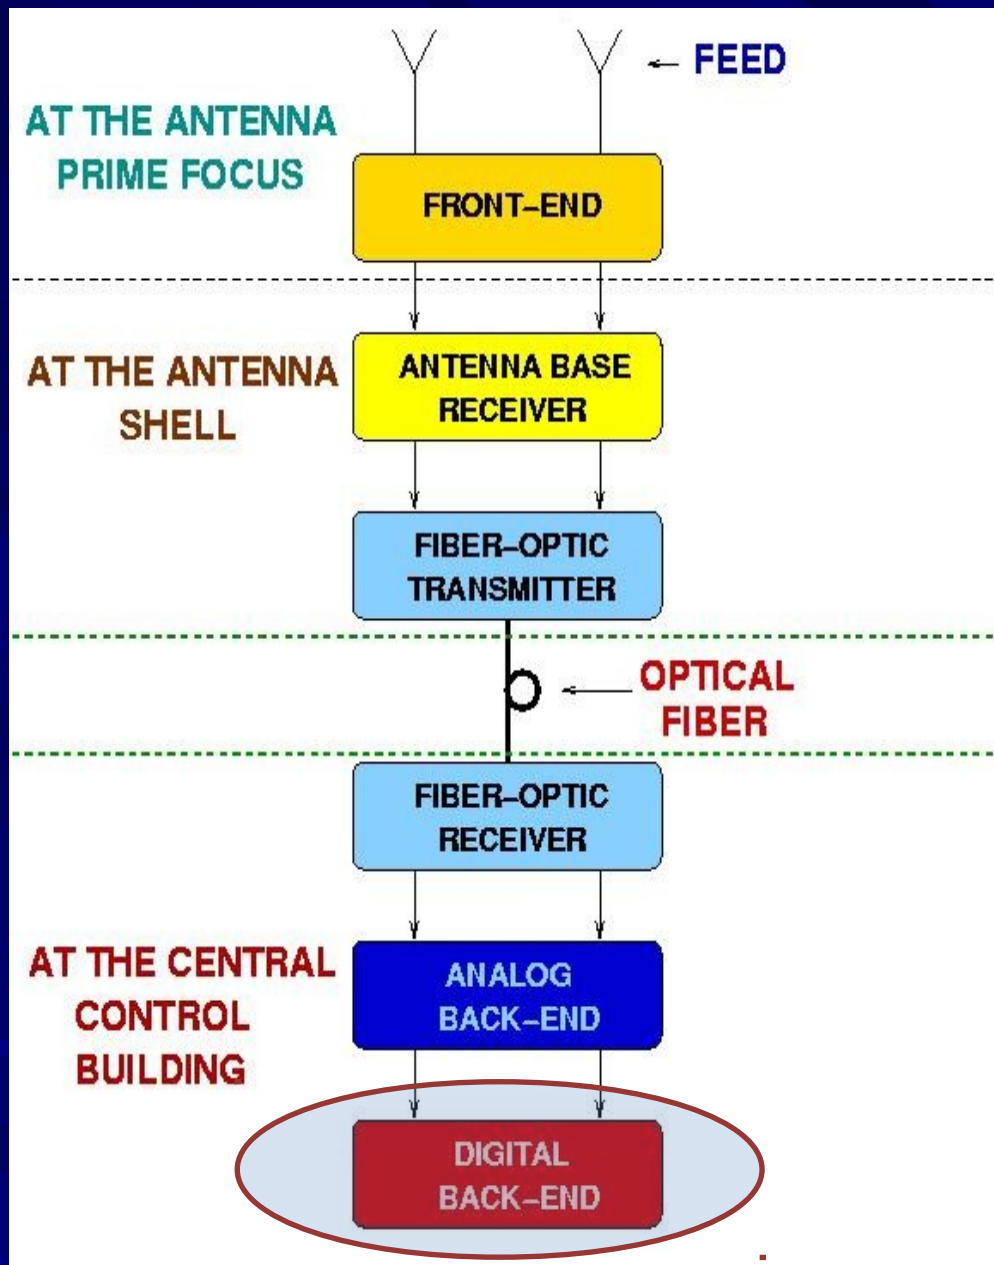 FEED
AT THE ANTENNA
PRIME FOCUS
FRONT–END
AT THE ANTENNA
SHELL
ANTENNA BASE
RECEIVER
FIBER–OPTIC
TRANSMITTER
OPTICAL
FIBER
FIBER–OPTIC
RECEIVER
AT THE CENTRAL
CONTROL
BUILDING
ANALOG
BACK–END
DIGITAL
BACK–END